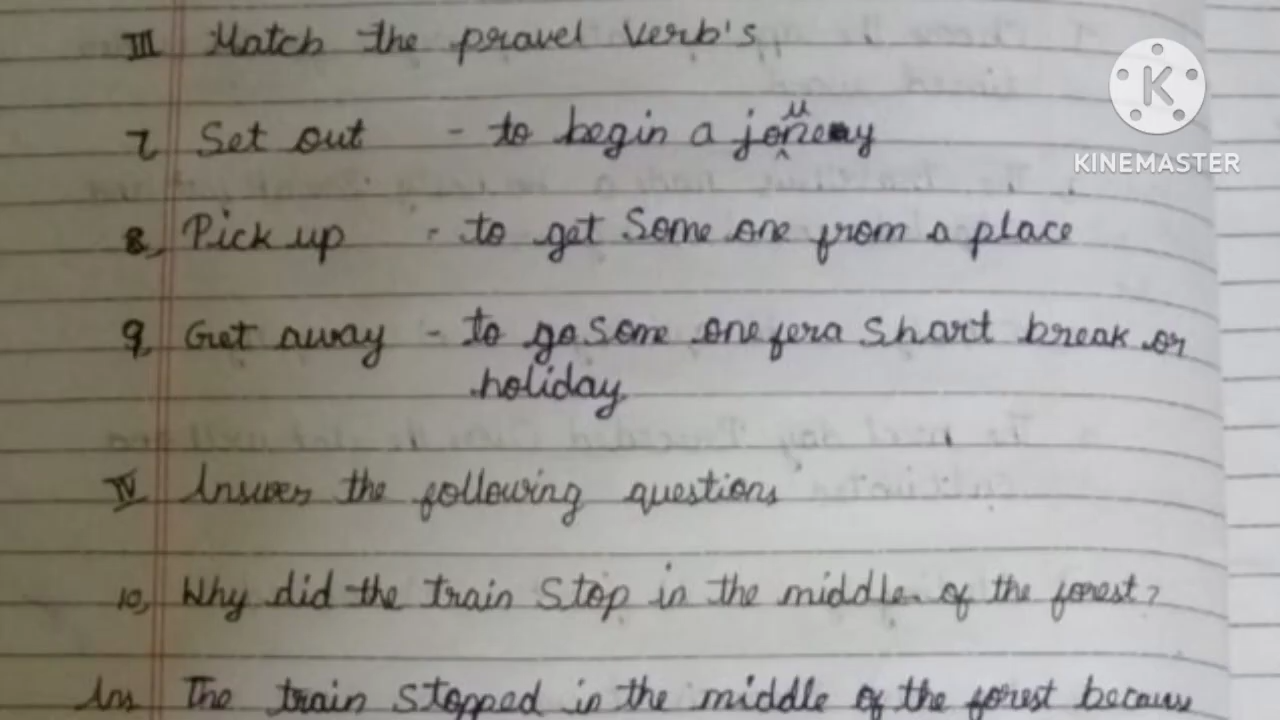 III Match the pravel verb's
KINEMASTER
7 Set out - to begin a jouney
8, Pick up - to get Some one from a place
9, Get away - to go some one fera Short break or
holiday
IV Answer the following questions
10, Why did the train Stop in the middle of the forest?
Ans The train Stopped in the middle of the forest because